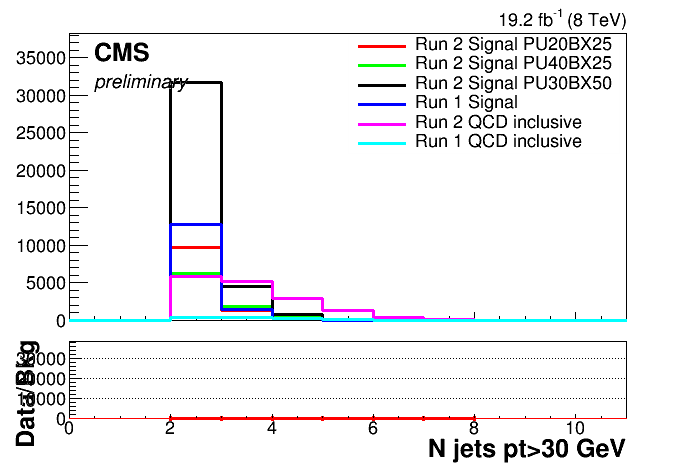 19.2 fb-1 (8 TeV)
CMS
preliminary
Run 2 Signal PU20BX25
Run 2 Signal PU40BX25
Run 2 Signal PU30BX50
Run 1 Signal
Run 2 QCD inclusive
Run 1 QCD inclusive
35000
30000
25000
20000
15000
10000
5000
0
Data/Bkg
0
0 2 4 6 8 10
N jets pt>30 GeV